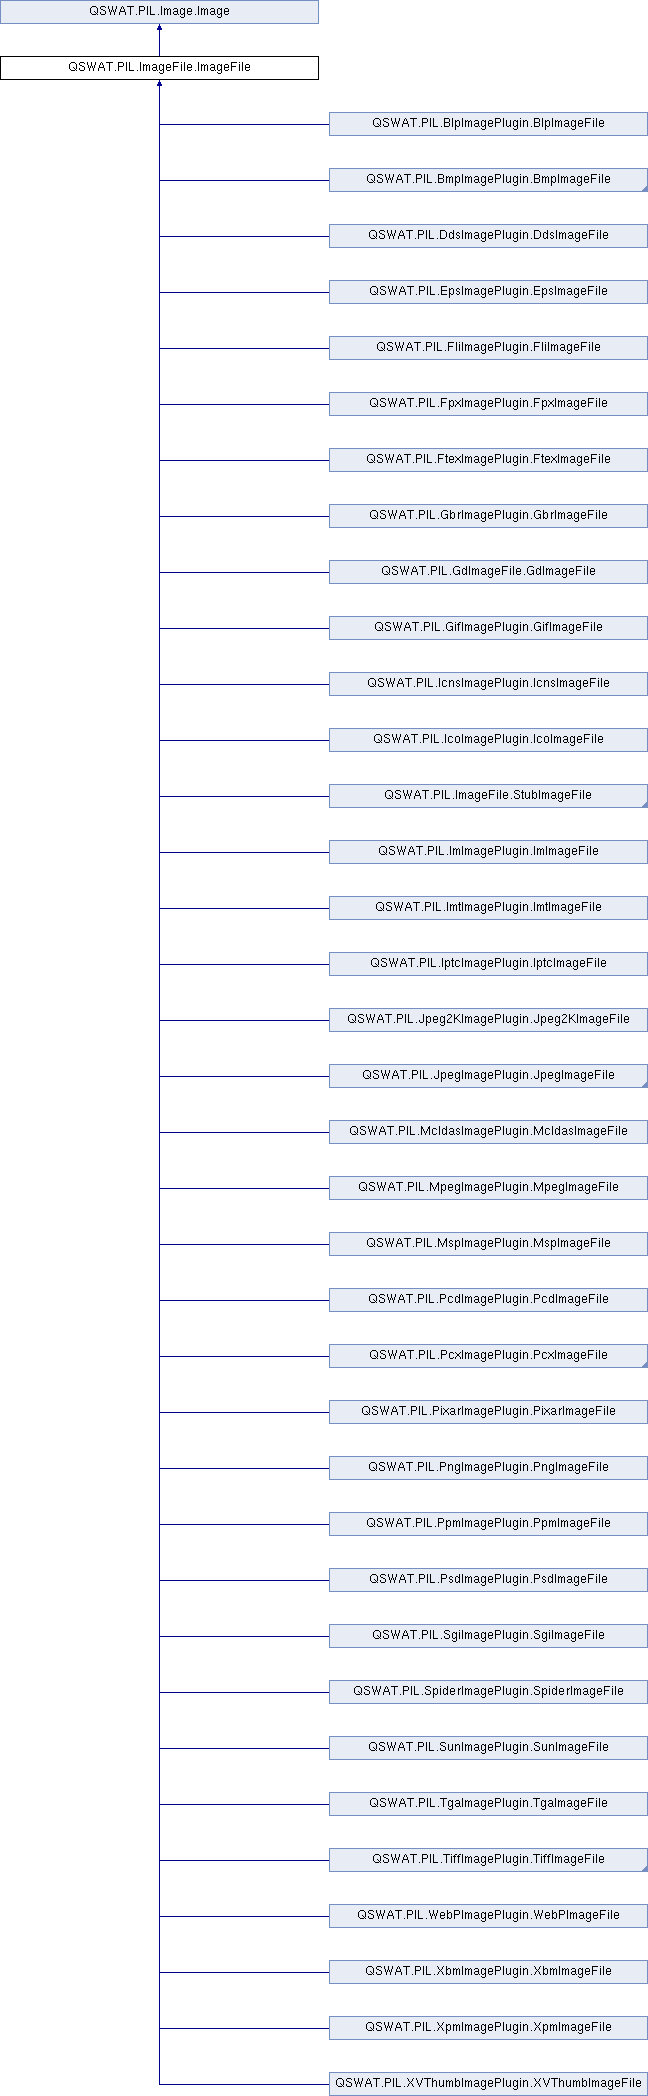 QSWAT.PIL.Image.Image
QSWAT.PIL.ImageFile.ImageFile
QSWAT.PIL.BlpImagePlugin.BlpImageFile
QSWAT.PIL.BmpImagePlugin.BmpImageFile
QSWAT.PIL.DdsImagePlugin.DdsImageFile
QSWAT.PIL.EpsImagePlugin.EpsImageFile
QSWAT.PIL.FliImagePlugin.FliImageFile
QSWAT.PIL.FpxImagePlugin.FpxImageFile
QSWAT.PIL.FtexImagePlugin.FtexImageFile
QSWAT.PIL.GbrImagePlugin.GbrImageFile
QSWAT.PIL.GdImageFile.GdImageFile
QSWAT.PIL.GifImagePlugin.GifImageFile
QSWAT.PIL.IcnsImagePlugin.IcnsImageFile
QSWAT.PIL.IcoImagePlugin.IcoImageFile
QSWAT.PIL.ImageFile.StubImageFile
QSWAT.PIL.ImImagePlugin.ImImageFile
QSWAT.PIL.ImtImagePlugin.ImtImageFile
QSWAT.PIL.IptcImagePlugin.IptcImageFile
QSWAT.PIL.Jpeg2KImagePlugin.Jpeg2KImageFile
QSWAT.PIL.JpegImagePlugin.JpegImageFile
QSWAT.PIL.McIdasImagePlugin.McIdasImageFile
QSWAT.PIL.MpegImagePlugin.MpegImageFile
QSWAT.PIL.MspImagePlugin.MspImageFile
QSWAT.PIL.PcdImagePlugin.PcdImageFile
QSWAT.PIL.PcxImagePlugin.PcxImageFile
QSWAT.PIL.PixarImagePlugin.PixarImageFile
QSWAT.PIL.PngImagePlugin.PngImageFile
QSWAT.PIL.PpmImagePlugin.PpmImageFile
QSWAT.PIL.PsdImagePlugin.PsdImageFile
QSWAT.PIL.SgiImagePlugin.SgiImageFile
QSWAT.PIL.SpiderImagePlugin.SpiderImageFile
QSWAT.PIL.SunImagePlugin.SunImageFile
QSWAT.PIL.TgaImagePlugin.TgaImageFile
QSWAT.PIL.TiffImagePlugin.TiffImageFile
QSWAT.PIL.WebPImagePlugin.WebPImageFile
QSWAT.PIL.XbmImagePlugin.XbmImageFile
QSWAT.PIL.XpmImagePlugin.XpmImageFile
QSWAT.PIL.XVThumbImagePlugin.XVThumbImageFile